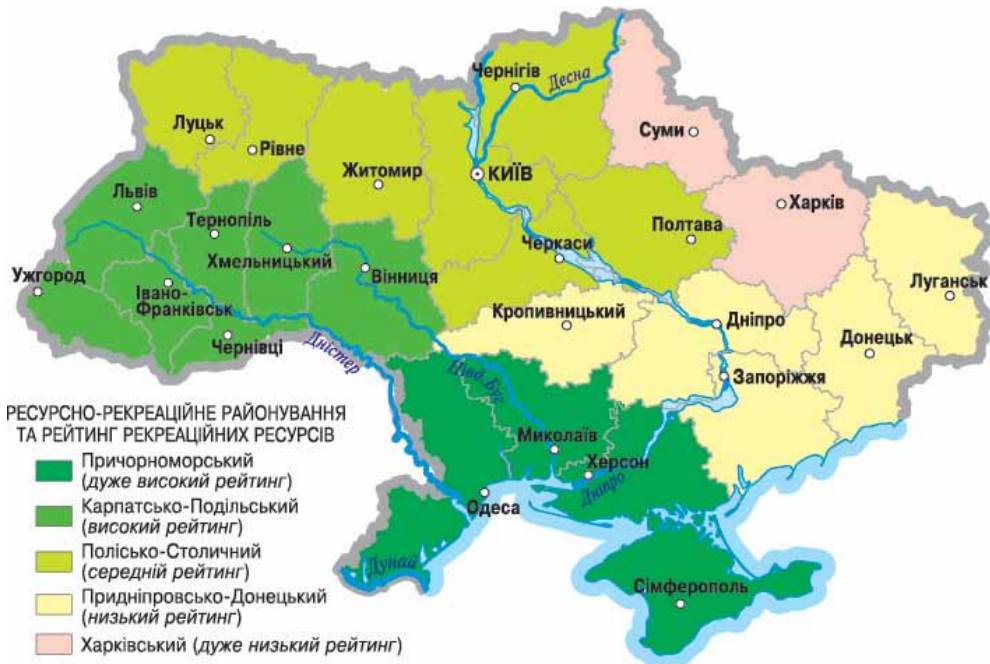 Чернігів
Десна
Суми
Луцьк
Рівне
Житомир
КИЇВ
Львів
Тернопіль
Хмельницький
Харків
Полтава
Черкаси
Вінниця
Ужгород
Івано-
Франківськ
Чернівці
Кропивницький
Дніпро
Луганськ
Донецьк
Запоріжжя
Дністер
Півд. Буг
Миколаїв
Херсон
Дніпро
Одеса
Дунай
Сімферополь
РЕСУРСНО-РЕКРЕАЦІЙНЕ РАЙОНУВАННЯ
ТА РЕЙТИНГ РЕКРЕАЦІЙНИХ РЕСУРСІВ
Причорноморський
(дуже високий рейтинг)
Карпатсько-Подільський
(високий рейтинг)
Полісько-Столичний
(середній рейтинг)
Придніпровсько-Донецький
(низький рейтинг)
Харківський (дуже низький рейтинг)